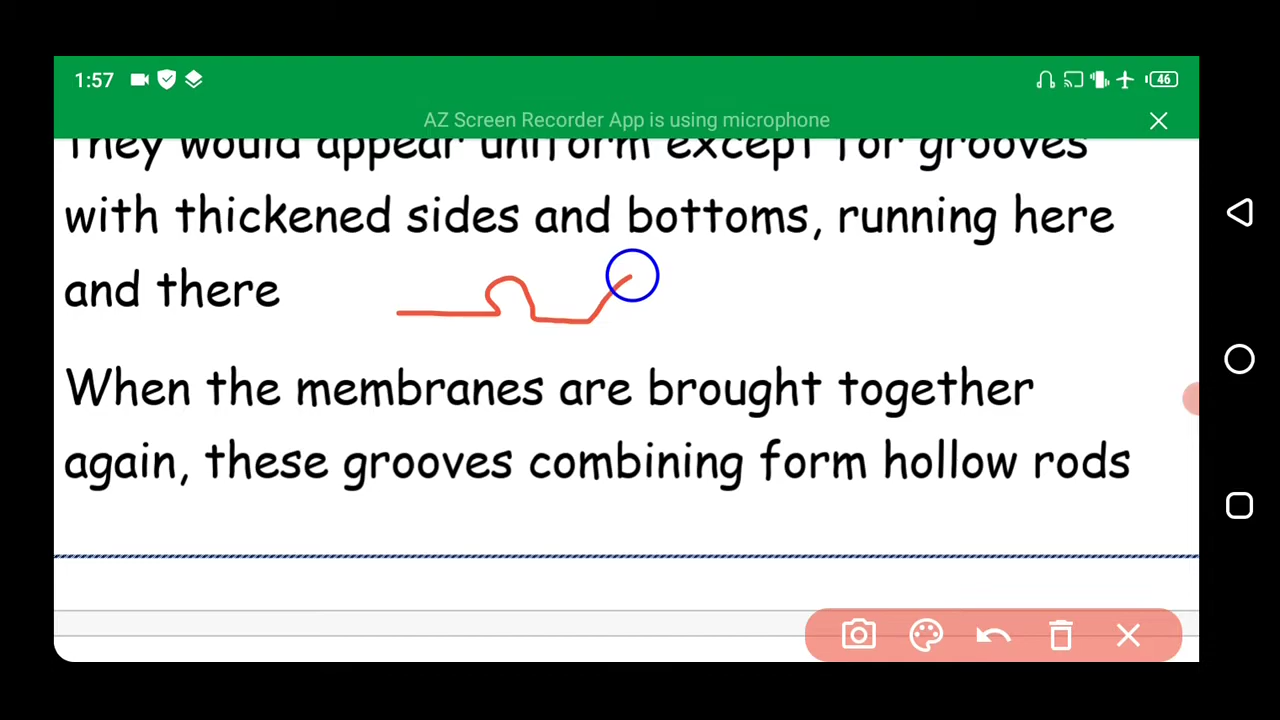 1:57
46
AZ Screen Recorder App is using microphone
They would appear uniform except for grooves
with thickened sides and bottoms, running here
and there
When the membranes are brought together
again, these grooves combining form hollow rods